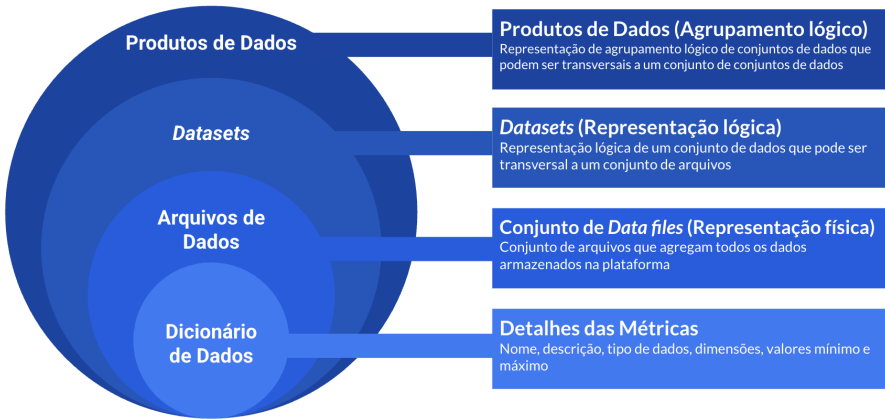 Produtos de Dados
Produtos de Dados (Agrupamento lógico)
Representação de agrupamento lógico de conjuntos de dados que
podem ser transversais a um conjunto de conjuntos de dados
Datasets
Datasets (Representação lógica)
Representação lógica de um conjunto de dados que pode ser
transversal a um conjunto de arquivos
Arquivos de
Dados
Conjunto de Data files (Representação física)
Conjunto de arquivos que agregam todos os dados
armazenados na plataforma
Dicionário
de Dados
Detalhes das Métricas
Nome, descrição, tipo de dados, dimensões, valores mínimo e
máximo